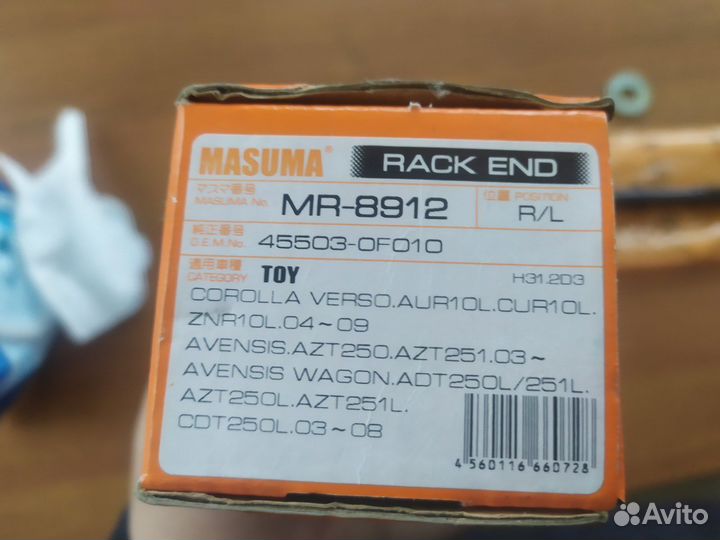 MASUMA® RACK END
マスマ番号
MASUMA No. MR-8912 位置 POSITION R/L
純正番号
O.E.M.No. 45503-0F010
適用車種
CATEGORY TOY H31.2D3
COROLLA VERSO.AUR10L.CUR10L.
ZNR10L.04～09
AVENSIS.AZT250.AZT251.03～
AVENSIS WAGON.ADT250L/251L.
AZT250L.AZT251L.
CDT250L.03～08
4 560116 660728
Avito